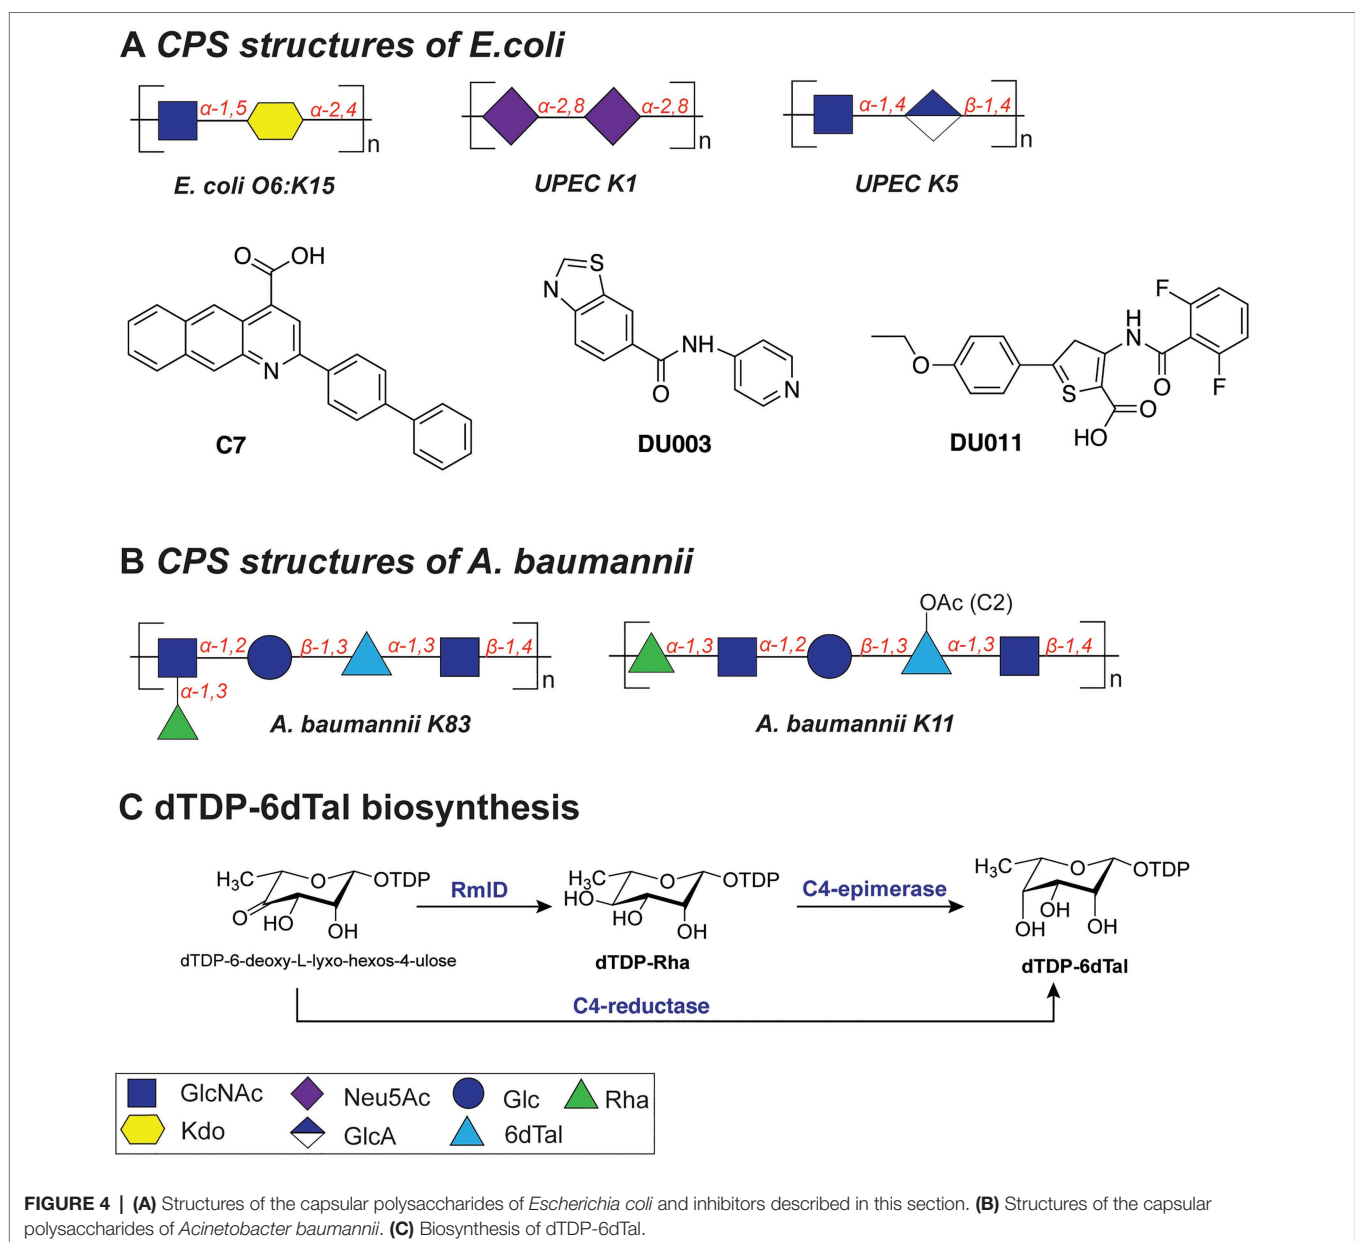 A CPS structures of E.coli
α-1,5 α-2,4 n
α-2,8 α-2,8 n
α-1,4 β-1,4 n
E. coli O6:K15
UPEC K1
UPEC K5
O OH
N
C7
S
N
NH
O
N
DU003
F
H
N
O
O
F
S
O
HO
DU011
B CPS structures of A. baumannii
OAc (C2)
α-1,2 β-1,3 α-1,3 β-1,4 n
α-1,3
α-1,3 α-1,2 β-1,3 α-1,3 β-1,4 n
A. baumannii K83
A. baumannii K11
C dTDP-6dTal biosynthesis
H3C O OTDP
O HO
OH
dTDP-6-deoxy-L-lyxo-hexos-4-ulose
RmlD
H3C O OTDP
HO
HO
OH
dTDP-Rha
C4-epimerase
H3C O OTDP
HO
OH OH
dTDP-6dTal
C4-reductase
GlcNAc Neu5Ac Glc Rha
Kdo GlcA 6dTal
FIGURE 4 | (A) Structures of the capsular polysaccharides of Escherichia coli and inhibitors described in this section. (B) Structures of the capsular
polysaccharides of Acinetobacter baumannii. (C) Biosynthesis of dTDP-6dTal.